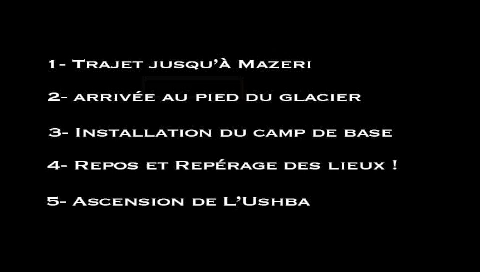 1- Trajet jusqu'à Mazeri
2- arrivée au pied du glacier
3- Installation du camp de base
4- Repos et Repérage des lieux !
5- Ascension de L'Ushba